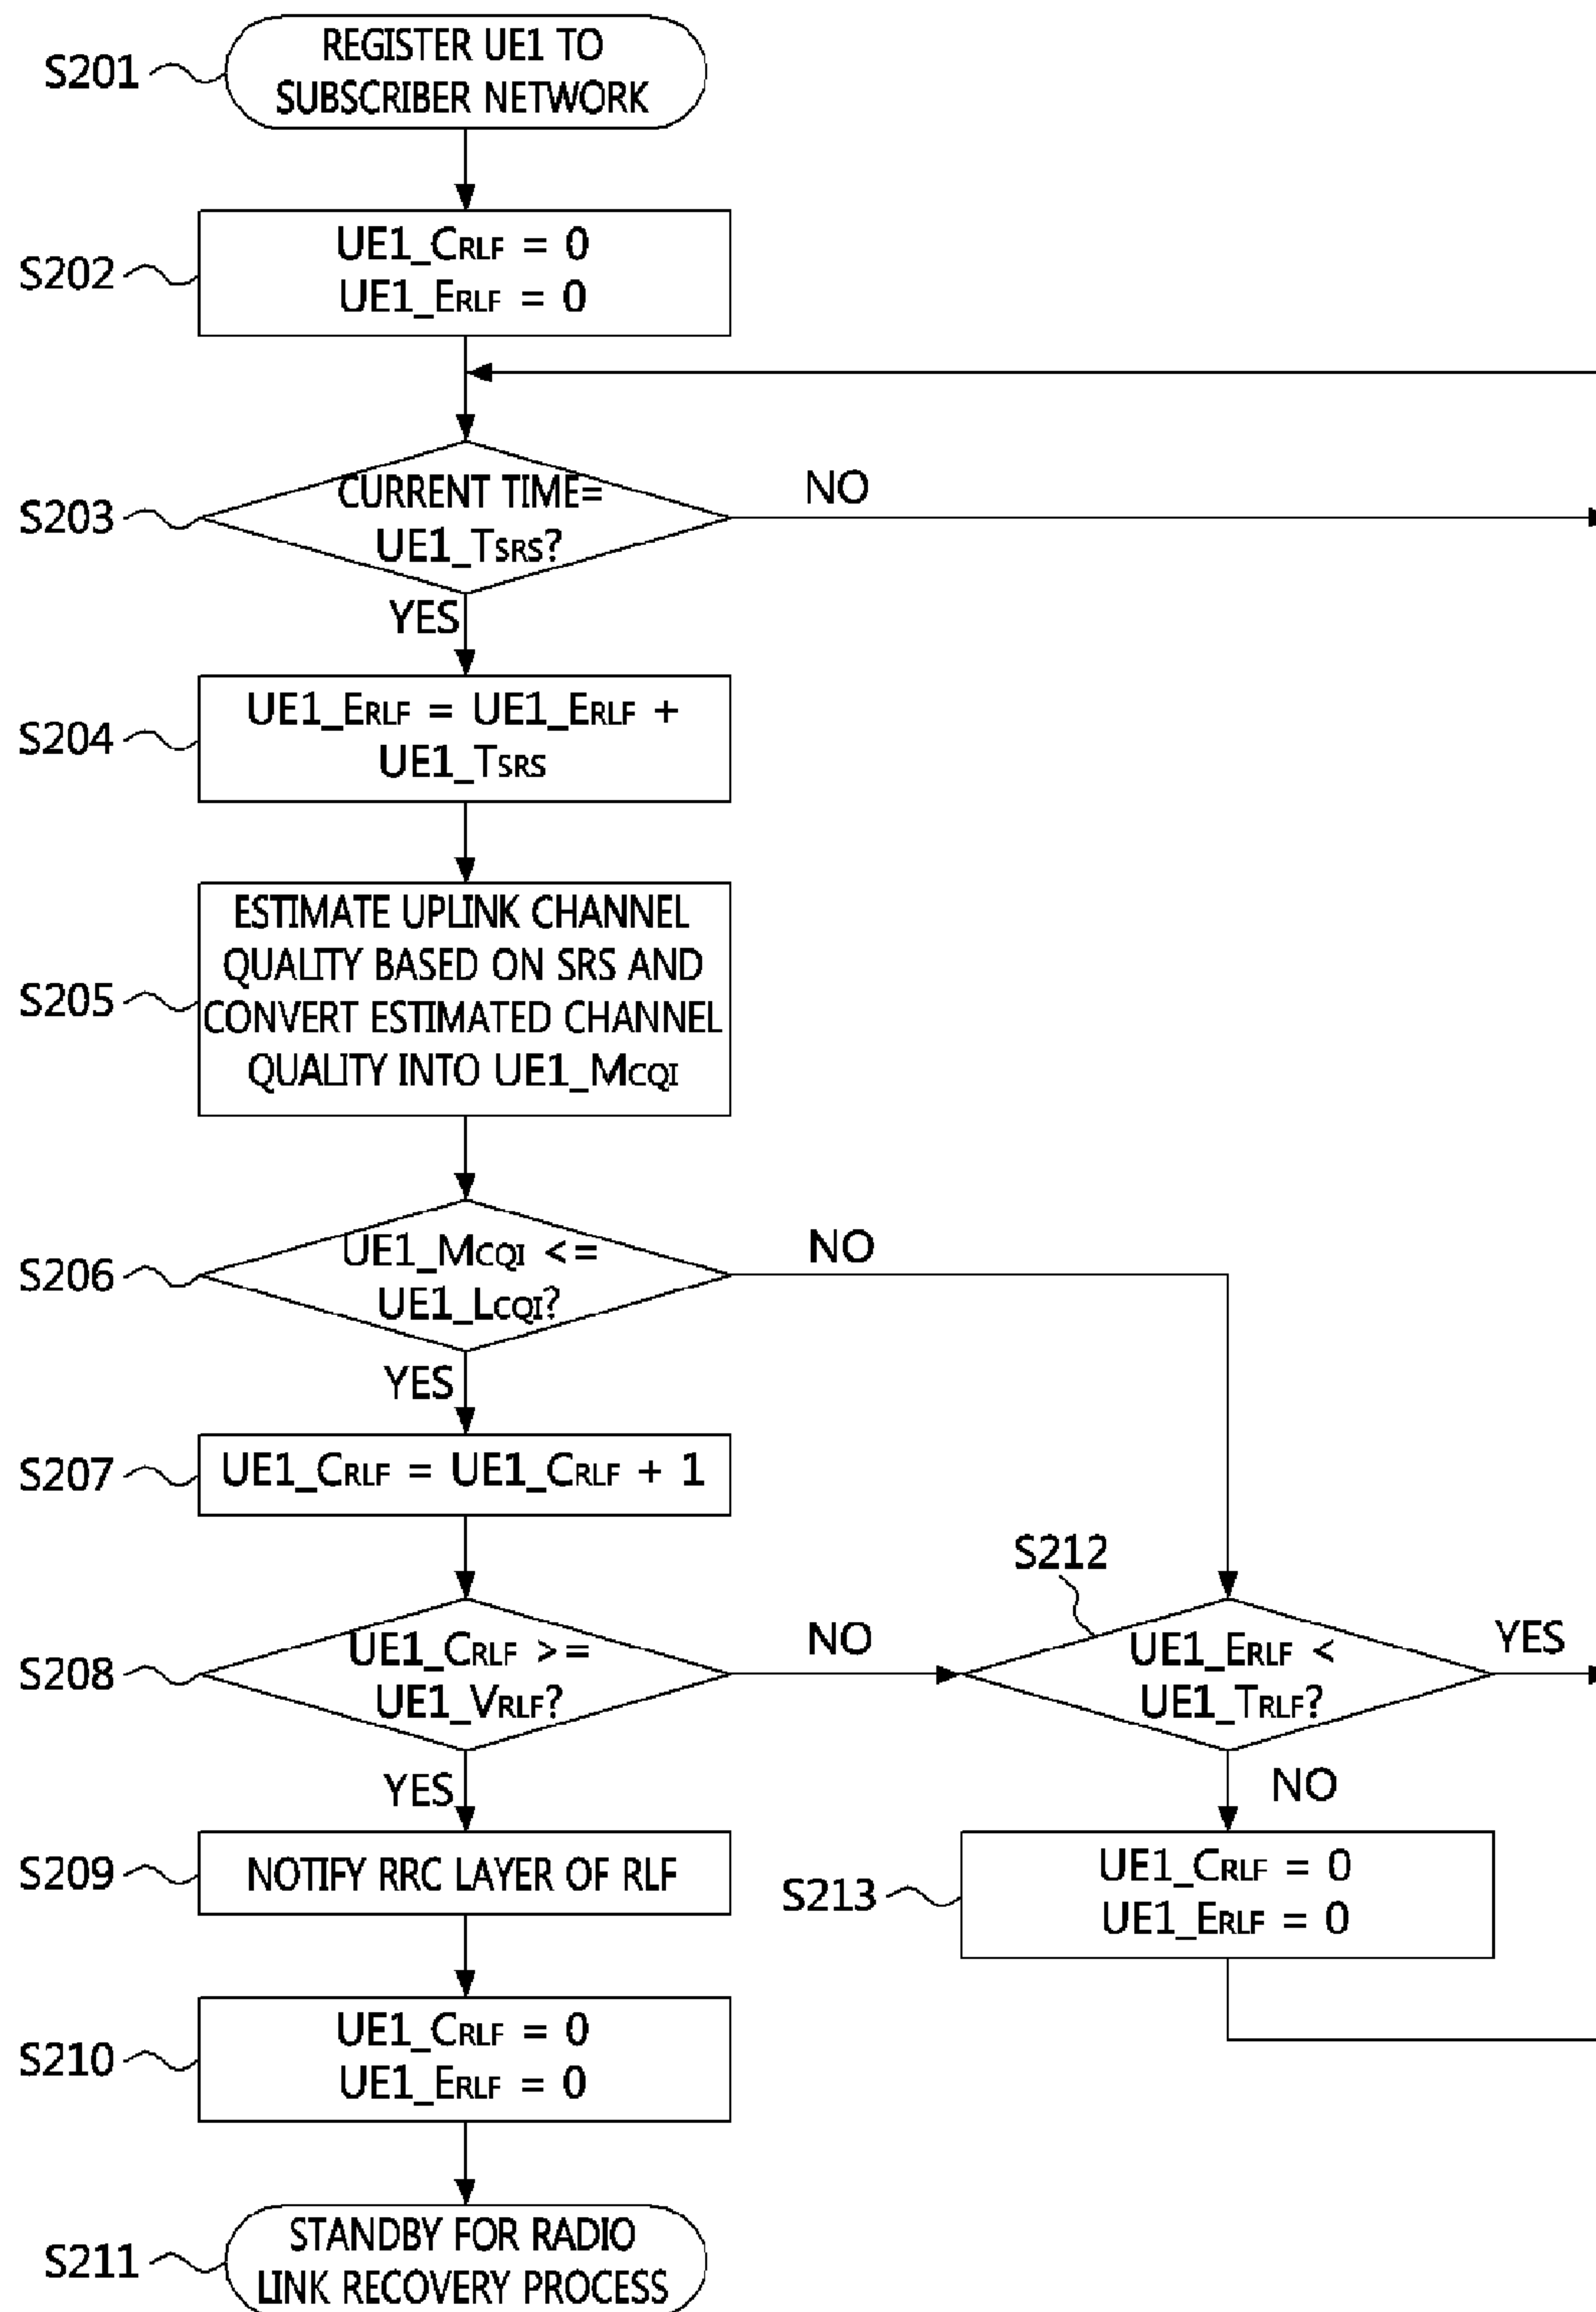 S201
REGISTER UE1 TO
SUBSCRIBER NETWORK
S202
UE1_CRLF = 0
UE1_ERLF = 0
S203
CURRENT TIME=
UE1_TSRS?
NO
YES
S204
UE1_ERLF = UE1_ERLF +
UE1_TSRS
S205
ESTIMATE UPLINK CHANNEL
QUALITY BASED ON SRS AND
CONVERT ESTIMATED CHANNEL
QUALITY INTO UE1_MCQI
S206
UE1_MCQI <=
UE1_LCQI?
NO
YES
S207
UE1_CRLF = UE1_CRLF + 1
S208
UE1_CRLF >=
UE1_VRLF?
NO
S212
UE1_ERLF <
UE1_TRLF?
YES
YES
NO
S209
NOTIFY RRC LAYER OF RLF
S213
UE1_CRLF = 0
UE1_ERLF = 0
S210
UE1_CRLF = 0
UE1_ERLF = 0
S211
STANDBY FOR RADIO
LINK RECOVERY PROCESS